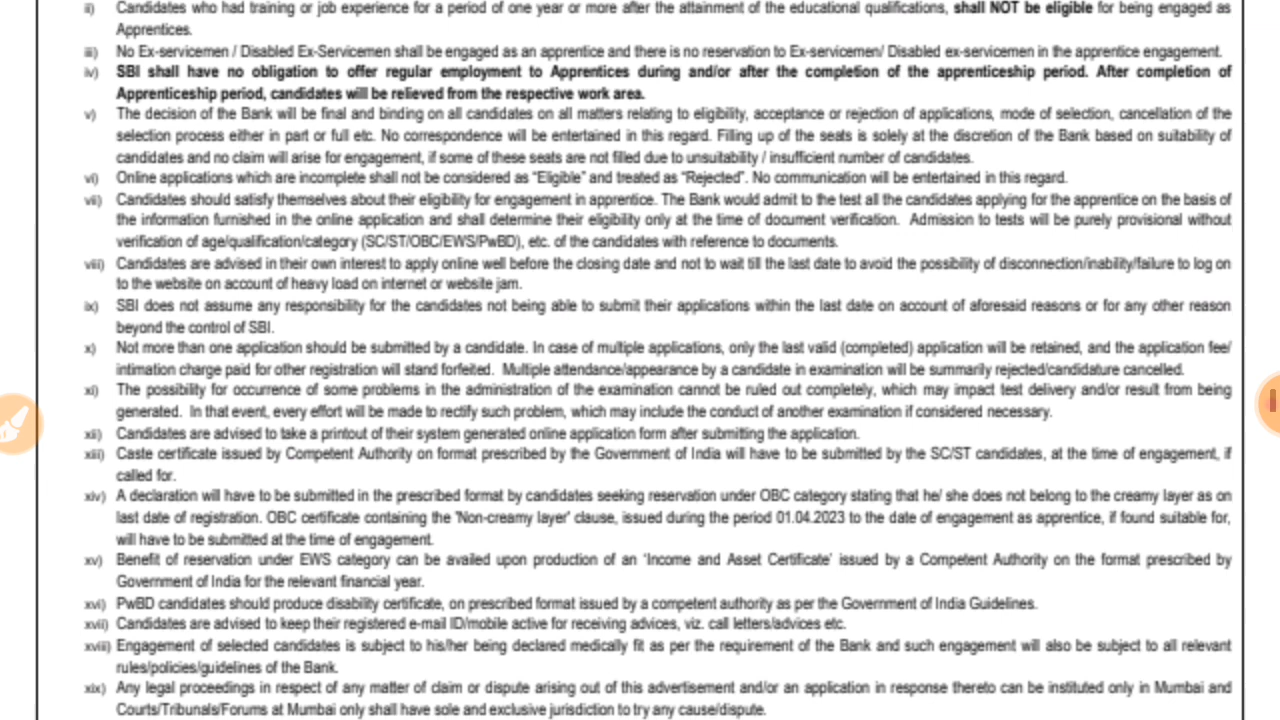 ii) Candidates who had training or job experience for a period of one year or more after the attainment of the educational qualifications, shall NOT be eligible for being engaged as
Apprentices.
iii) No Ex-servicemen / Disabled Ex-Servicemen shall be engaged as an apprentice and there is no reservation to Ex-servicemen/ Disabled ex-servicemen in the apprentice engagement.
iv) SBI shall have no obligation to offer regular employment to Apprentices during and/or after the completion of the apprenticeship period. After completion of
Apprenticeship period, candidates will be relieved from the respective work area.
v) The decision of the Bank will be final and binding on all candidates on all matters relating to eligibility, acceptance or rejection of applications, mode of selection, cancellation of the
selection process either in part or full etc. No correspondence will be entertained in this regard. Filling up of the seats is solely at the discretion of the Bank based on suitability of
candidates and no claim will arise for engagement, if some of these seats are not filled due to unsuitability / insufficient number of candidates.
vi) Online applications which are incomplete shall not be considered as “Eligible” and treated as “Rejected”. No communication will be entertained in this regard.
vii) Candidates should satisfy themselves about their eligibility for engagement in apprentice. The Bank would admit to the test all the candidates applying for the apprentice on the basis of
the information furnished in the online application and shall determine their eligibility only at the time of document verification. Admission to tests will be purely provisional without
verification of age/qualification/category (SC/ST/OBC/EWS/PwBD), etc. of the candidates with reference to documents.
viii) Candidates are advised in their own interest to apply online well before the closing date and not to wait till the last date to avoid the possibility of disconnection/inability/failure to log on
to the website on account of heavy load on internet or website jam.
ix) SBI does not assume any responsibility for the candidates not being able to submit their applications within the last date on account of aforesaid reasons or for any other reason
beyond the control of SBI.
x) Not more than one application should be submitted by a candidate. In case of multiple applications, only the last valid (completed) application will be retained, and the application fee/
intimation charge paid for other registration will stand forfeited. Multiple attendance/appearance by a candidate in examination will be summarily rejected/candidature cancelled.
xi) The possibility for occurrence of some problems in the administration of the examination cannot be ruled out completely, which may impact test delivery and/or result from being
generated. In that event, every effort will be made to rectify such problem, which may include the conduct of another examination if considered necessary.
xii) Candidates are advised to take a printout of their system generated online application form after submitting the application.
xiii) Caste certificate issued by Competent Authority on format prescribed by the Government of India will have to be submitted by the SC/ST candidates, at the time of engagement, if
called for.
xiv) A declaration will have to be submitted in the prescribed format by candidates seeking reservation under OBC category stating that he/ she does not belong to the creamy layer as on
last date of registration. OBC certificate containing the 'Non-creamy layer' clause, issued during the period 01.04.2023 to the date of engagement as apprentice, if found suitable for,
will have to be submitted at the time of engagement.
xv) Benefit of reservation under EWS category can be availed upon production of an ‘Income and Asset Certificate’ issued by a Competent Authority on the format prescribed by
Government of India for the relevant financial year.
xvi) PwBD candidates should produce disability certificate, on prescribed format issued by a competent authority as per the Government of India Guidelines.
xvii) Candidates are advised to keep their registered e-mail ID/mobile active for receiving advices, viz. call letters/advices etc.
xviii) Engagement of selected candidates is subject to his/her being declared medically fit as per the requirement of the Bank and such engagement will also be subject to all relevant
rules/policies/guidelines of the Bank.
xix) Any legal proceedings in respect of any matter of claim or dispute arising out of this advertisement and/or an application in response thereto can be instituted only in Mumbai and
Courts/Tribunals/Forums at Mumbai only shall have sole and exclusive jurisdiction to try any cause/dispute.